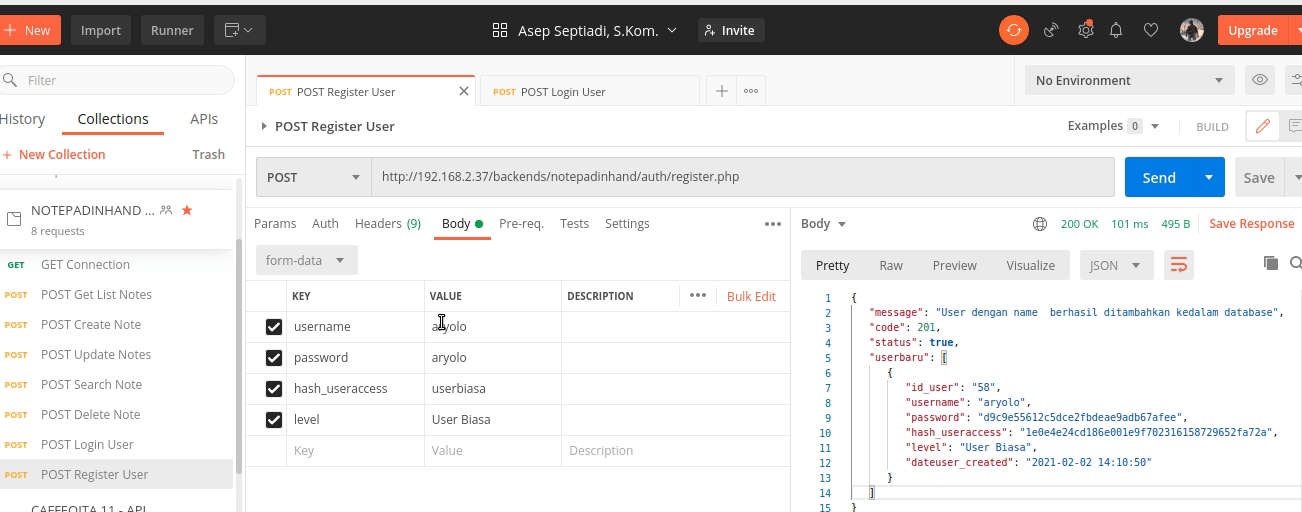 + New Import Runner Asep Septiadi, S.Kom. Invite Upgrade
Filter
History Collections APIs
+ New Collection Trash
NOTEPADINHAND ...
8 requests
GET GET Connection
POST POST Get List Notes
POST POST Create Note
POST POST Update Notes
POST POST Search Note
POST POST Delete Note
POST POST Login User
POST POST Register User
POST POST Register User POST POST Login User No Environment
POST Register User Examples 0 BUILD
POST http://192.168.2.37/backends/notepadinhand/auth/register.php Send Save
Params Auth Headers (9) Body Pre-req. Tests Settings
form-data
KEY VALUE DESCRIPTION Bulk Edit
username aryolo
password aryolo
hash_useraccess userbiasa
level User Biasa
Key Value Description
Body 200 OK 101 ms 495 B Save Response
Pretty Raw Preview Visualize JSON
1 {
2 "message": "User dengan name  berhasil ditambahkan kedalam database",
3 "code": 201,
4 "status": true,
5 "userbaru": [
6 {
7 "id_user": "58",
8 "username": "aryolo",
9 "password": "d9c9e55612c5dce2fbdeae9adb67afee",
10 "hash_useraccess": "1e0e4e24cd186e001e9f702316158729652fa72a",
11 "level": "User Biasa",
12 "dateuser_created": "2021-02-02 14:10:50"
13 }
14 ]
15 }